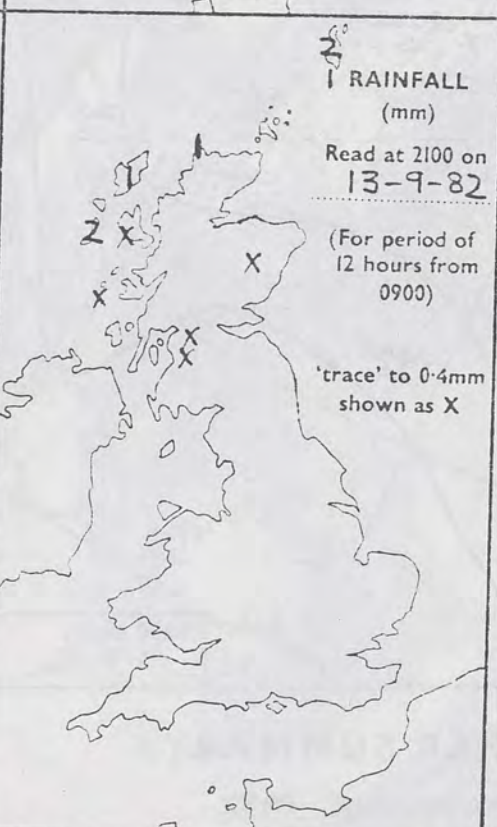 2
1 RAINFALL
(mm)
Read at 2100 on
13-9-82
(For period of
12 hours from
0900)
'trace' to 0·4mm
shown as X
1
1
2 X
X
X
X
X